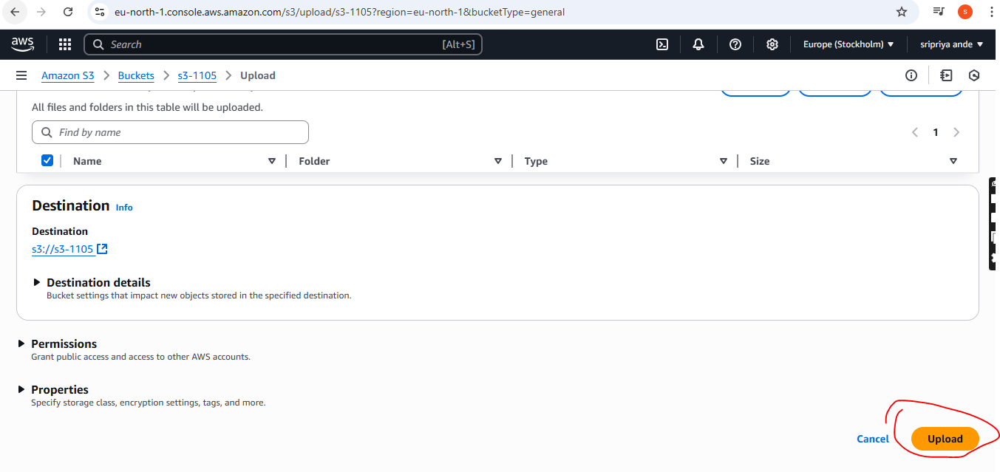 eu-north-1.console.aws.amazon.com/s3/upload/s3-1105?region=eu-north-1&bucketType=general
s
aws
Search
[Alt+S]
Europe (Stockholm)
sripriya ande
Amazon S3
Buckets
s3-1105
Upload
All files and folders in this table will be uploaded.
Find by name
1
Name
Folder
Type
Size
Destination Info
Destination
s3://s3-1105
Destination details
Bucket settings that impact new objects stored in the specified destination.
Permissions
Grant public access and access to other AWS accounts.
Properties
Specify storage class, encryption settings, tags, and more.
Cancel
Upload